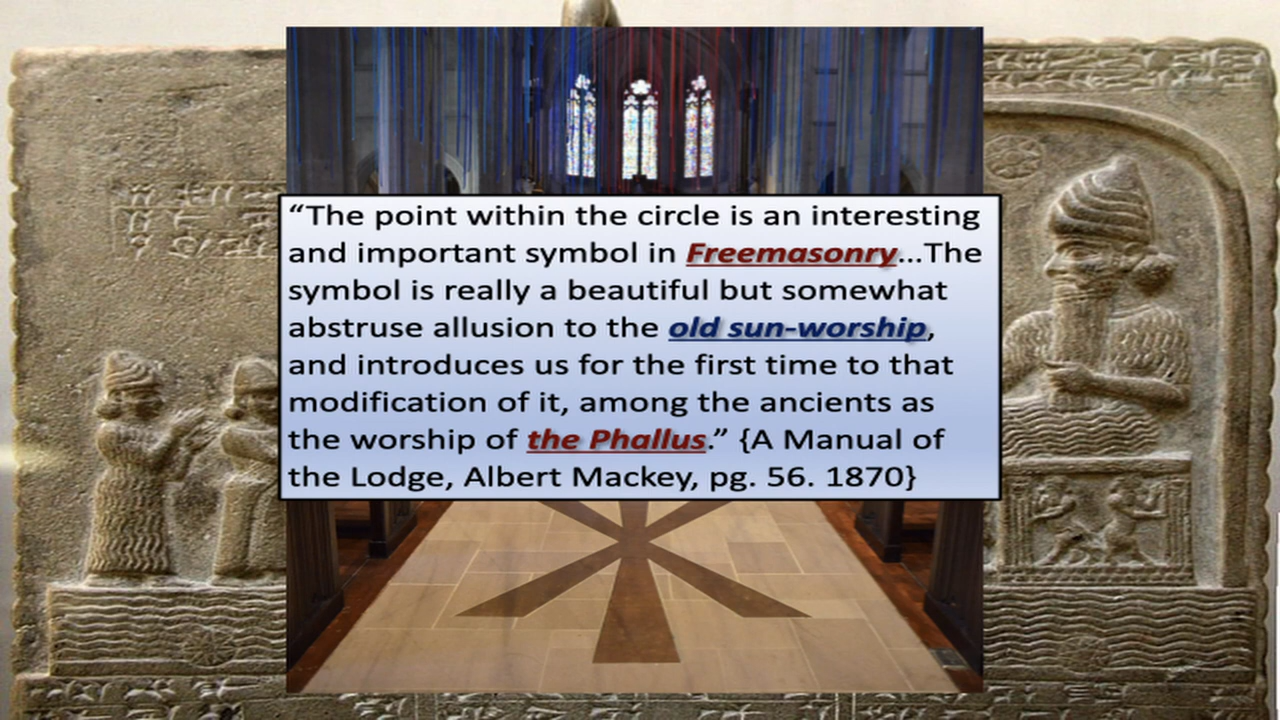 “The point within the circle is an interesting
and important symbol in Freemasonry...The
symbol is really a beautiful but somewhat
abstruse allusion to the old sun-worship,
and introduces us for the first time to that
modification of it, among the ancients as
the worship of the Phallus.” {A Manual of
the Lodge, Albert Mackey, pg. 56. 1870}